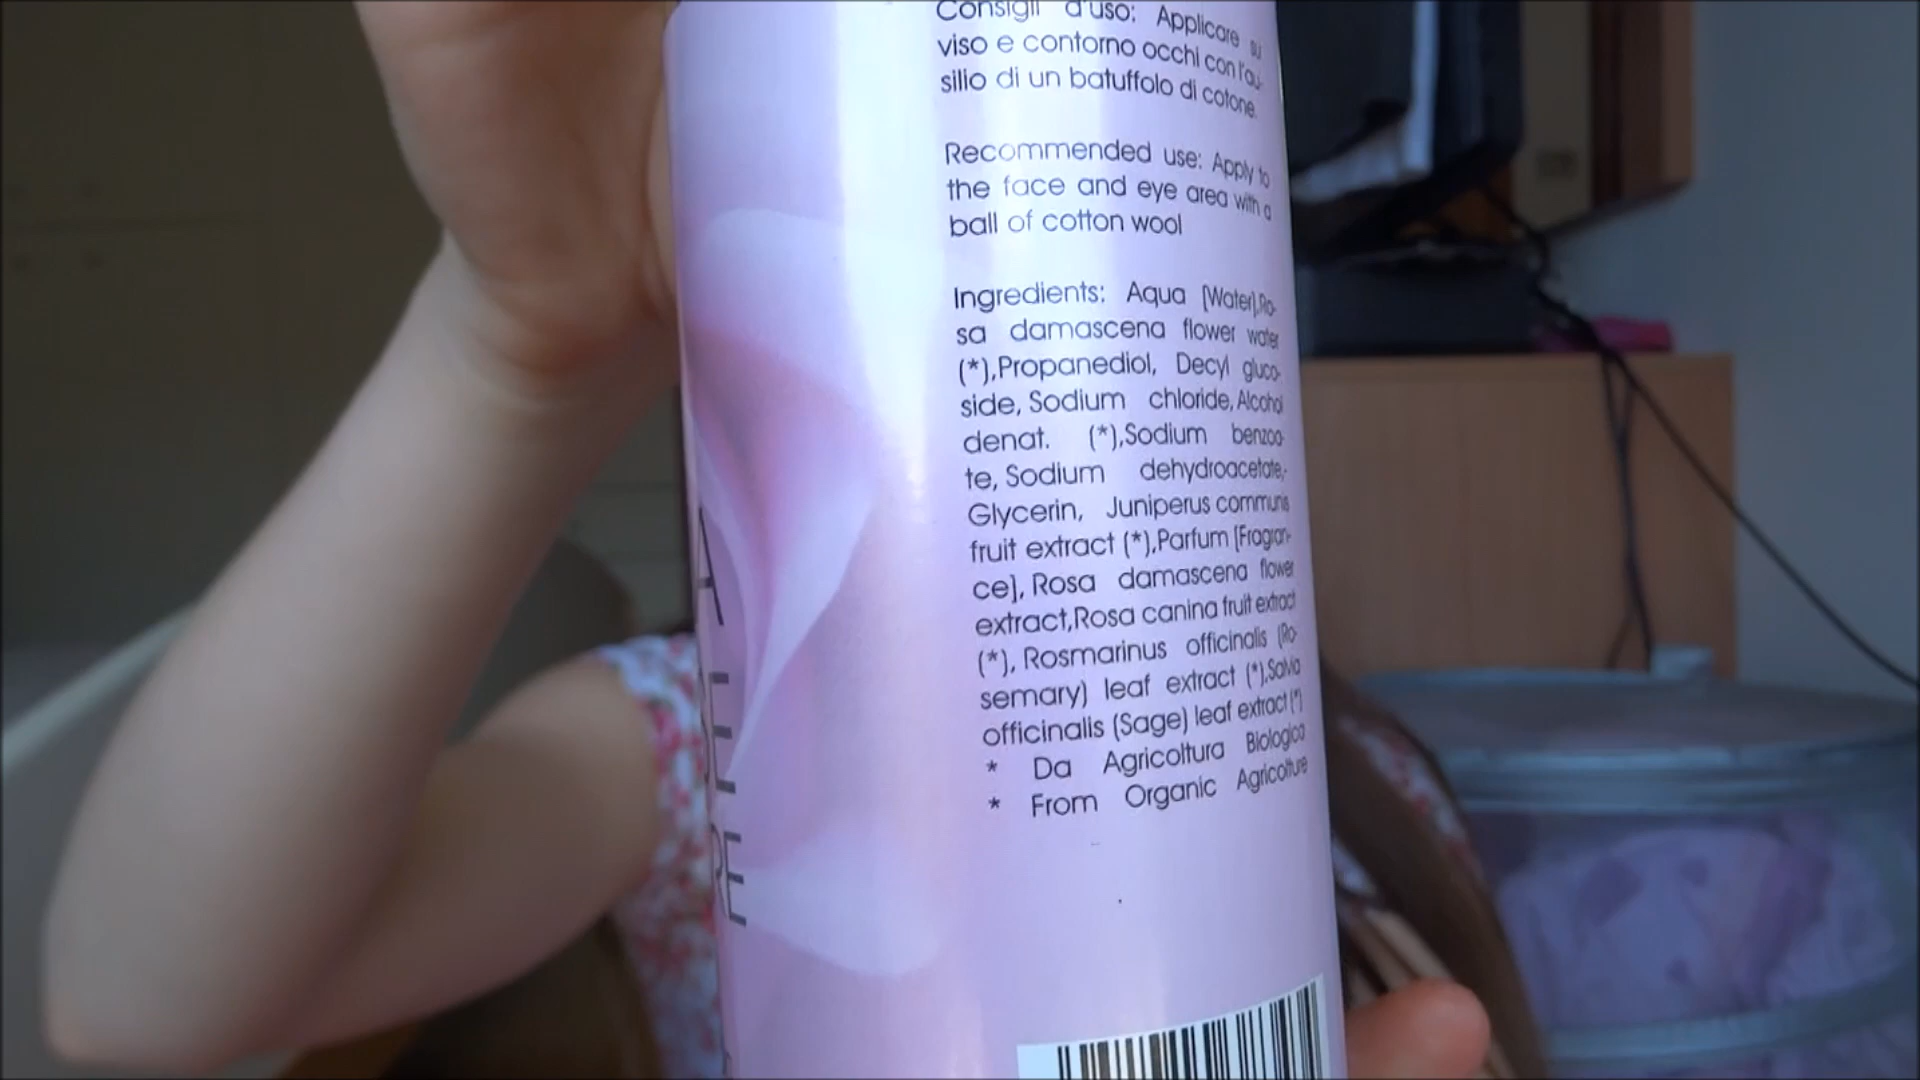 Consigli d'uso: Applicare su
viso e contorno occhi con l'au-
silio di un batuffolo di cotone.
Recommended use: Apply to
the face and eye area with a
ball of cotton wool
Ingredients: Aqua [Water],Ro-
sa damascena flower water
(*),Propanediol, Decyl gluco-
side, Sodium chloride, Alcohol
denat. (*),Sodium benzoa-
te, Sodium dehydroacetate,
Glycerin, Juniperus communis
fruit extract (*),Parfum [Fragran-
ce], Rosa damascena flower
extract,Rosa canina fruit extract
(*), Rosmarinus officinalis (Ro-
semary) leaf extract (*),Salvia
officinalis (Sage) leaf extract (*)
* Da Agricoltura Biologica
* From Organic Agricolture